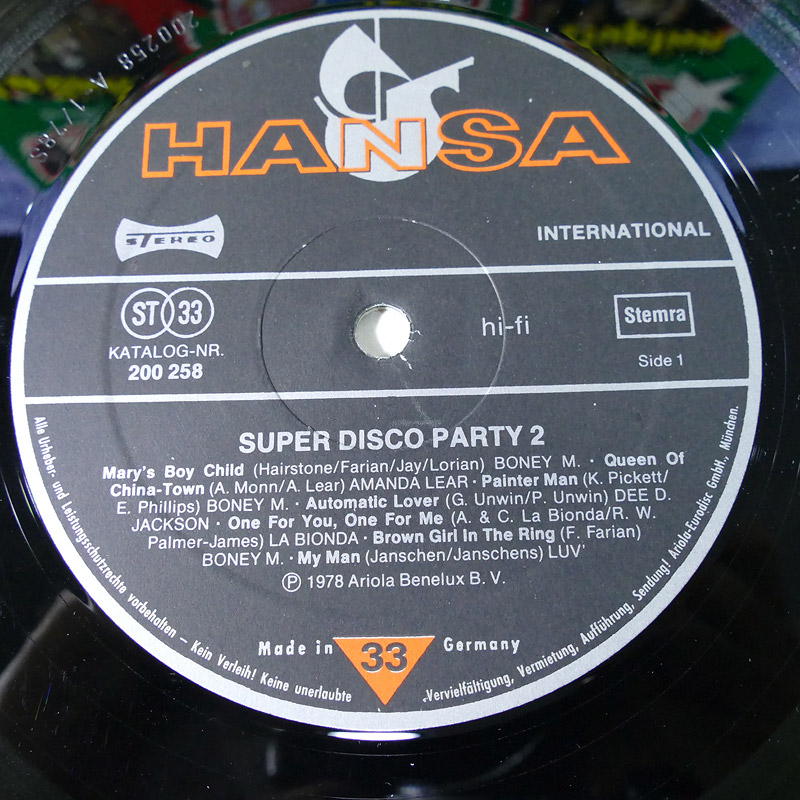 200258 A-1/78S
HANSA
STEREO
INTERNATIONAL
ST 33
hi-fi
Stemra
KATALOG-NR.
200 258
Side 1
SUPER DISCO PARTY 2
Mary's Boy Child (Hairstone/Farian/Jay/Lorian) BONEY M. · Queen Of
China-Town (A. Monn/A. Lear) AMANDA LEAR · Painter Man (K. Pickett/
E. Phillips) BONEY M. · Automatic Lover (G. Unwin/P. Unwin) DEE D.
JACKSON · One For You, One For Me (A. & C. La Bionda/R. W.
Palmer-James) LA BIONDA · Brown Girl In The Ring (F. Farian)
BONEY M. · My Man (Janschen/Janschens) LUV'
Ⓟ 1978 Ariola Benelux B. V.
Made in 33 Germany
Alle Urheber- und Leistungsschutzrechte vorbehalten – Kein Verleih! Keine unerlaubte Vervielfältigung, Vermietung, Aufführung, Sendung! Ariola-Eurodisc GmbH., München.